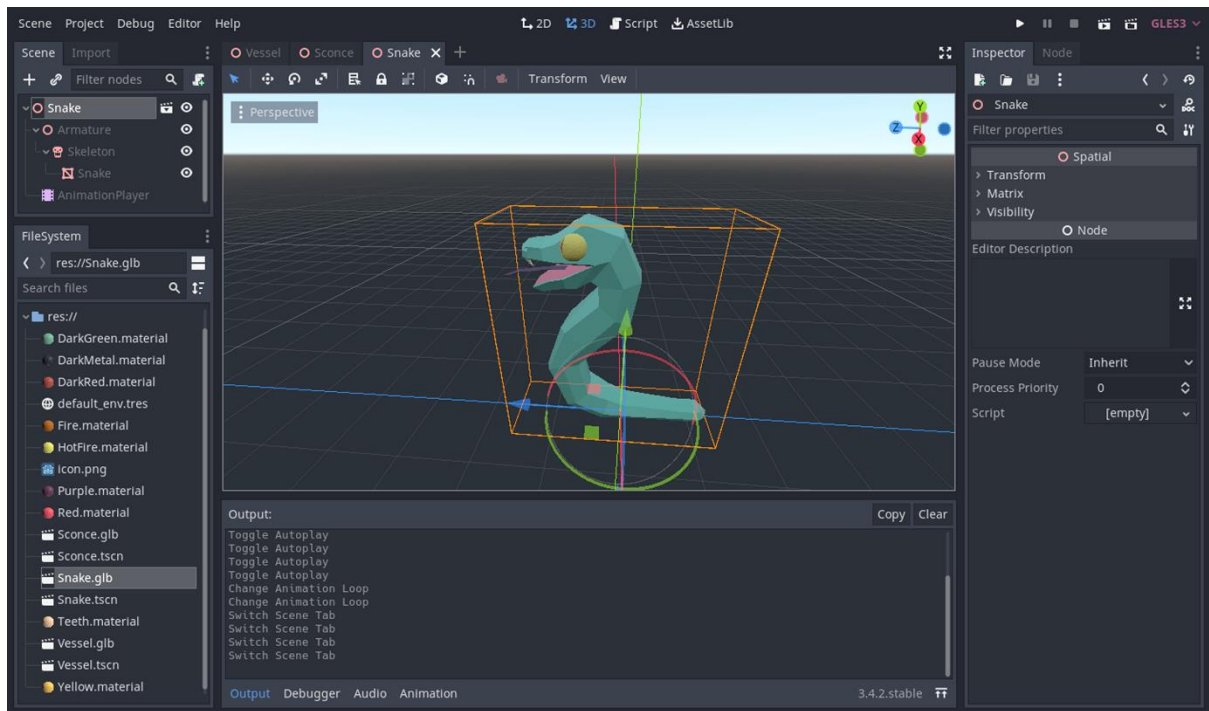 Scene Project Debug Editor Help
2D 3D Script AssetLib
GLES3
Scene Import
Filter nodes
Snake
Armature
Skeleton
Snake
AnimationPlayer
FileSystem
res://Snake.glb
Search files
res://
DarkGreen.material
DarkMetal.material
DarkRed.material
default_env.tres
Fire.material
HotFire.material
icon.png
Purple.material
Red.material
Sconce.glb
Sconce.tscn
Snake.glb
Snake.tscn
Teeth.material
Vessel.glb
Vessel.tscn
Yellow.material
Vessel Sconce Snake
Transform View
Perspective
Y
Z
X
Output:
Copy Clear
Toggle Autoplay
Toggle Autoplay
Toggle Autoplay
Toggle Autoplay
Change Animation Loop
Change Animation Loop
Switch Scene Tab
Switch Scene Tab
Switch Scene Tab
Switch Scene Tab
Output Debugger Audio Animation
3.4.2.stable
Inspector Node
Snake
DOC
Filter properties
Spatial
Transform
Matrix
Visibility
Node
Editor Description
Pause Mode Inherit
Process Priority 0
Script [empty]